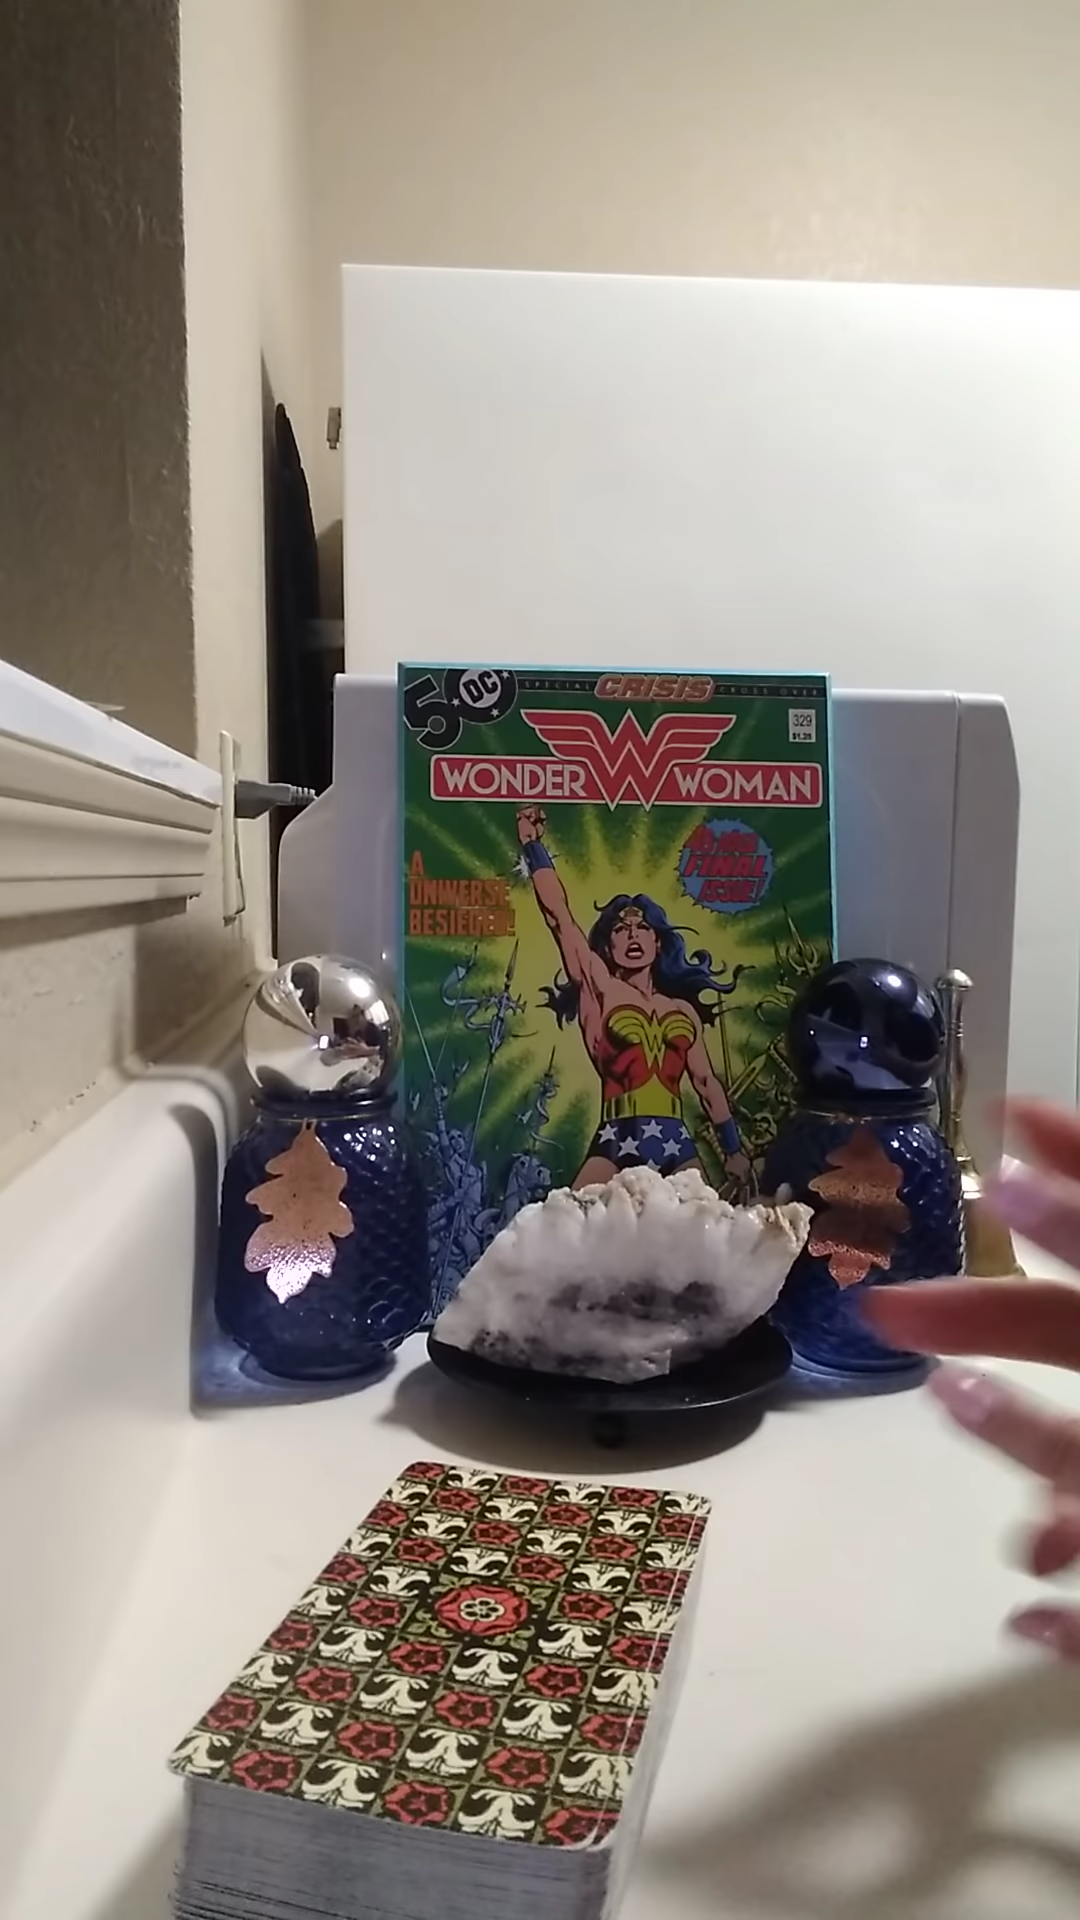 50 DC
SPECIAL CRISIS CROSS OVER
329
$1.25
WONDER W WOMAN
A
UNIVERSE
BESIEGED!
FINAL
ISSUE!